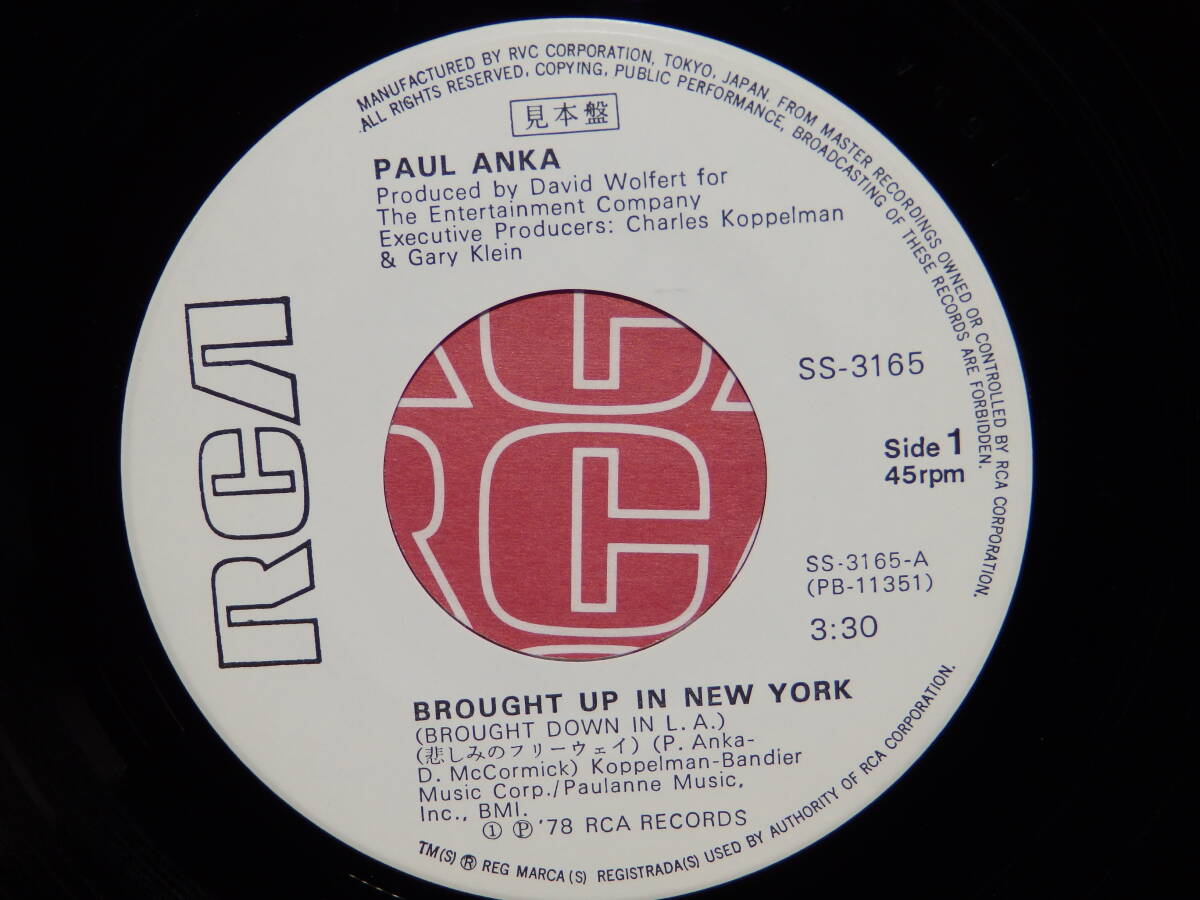 MANUFACTURED BY RVC CORPORATION, TOKYO, JAPAN. FROM MASTER RECORDINGS OWNED OR CONTROLLED BY RCA CORPORATION.
ALL RIGHTS RESERVED, COPYING, PUBLIC PERFORMANCE, BROADCASTING OF THESE RECORDS ARE FORBIDDEN.
見本盤
PAUL ANKA
Produced by David Wolfert for
The Entertainment Company
Executive Producers: Charles Koppelman
& Gary Klein
RCA
SS-3165
Side 1
45rpm
SS-3165-A
(PB-11351)
3:30
BROUGHT UP IN NEW YORK
(BROUGHT DOWN IN L.A.)
(悲しみのフリーウェイ) (P. Anka-
D. McCormick) Koppelman-Bandier
Music Corp./Paulanne Music,
Inc., BMI.
① Ⓟ '78 RCA RECORDS
TM(S) ® REG MARCA(S) REGISTRADA(S) USED BY AUTHORITY OF RCA CORPORATION.